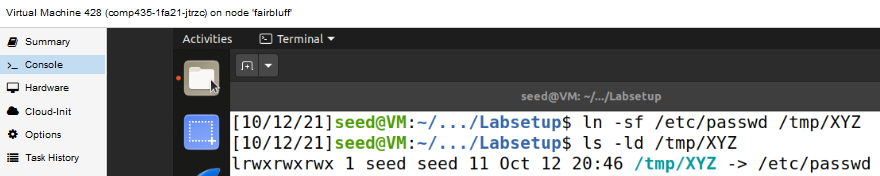 Virtual Machine 428 (comp435-1fa21-jtrzc) on node 'fairbluff'
Summary
Console
Hardware
Cloud-Init
Options
Task History
Activities
Terminal
seed@VM: ~/.../Labsetup
[10/12/21]seed@VM:~/.../Labsetup$ ln -sf /etc/passwd /tmp/XYZ
[10/12/21]seed@VM:~/.../Labsetup$ ls -ld /tmp/XYZ
lrwxrwxrwx 1 seed seed 11 Oct 12 20:46 /tmp/XYZ -> /etc/passwd